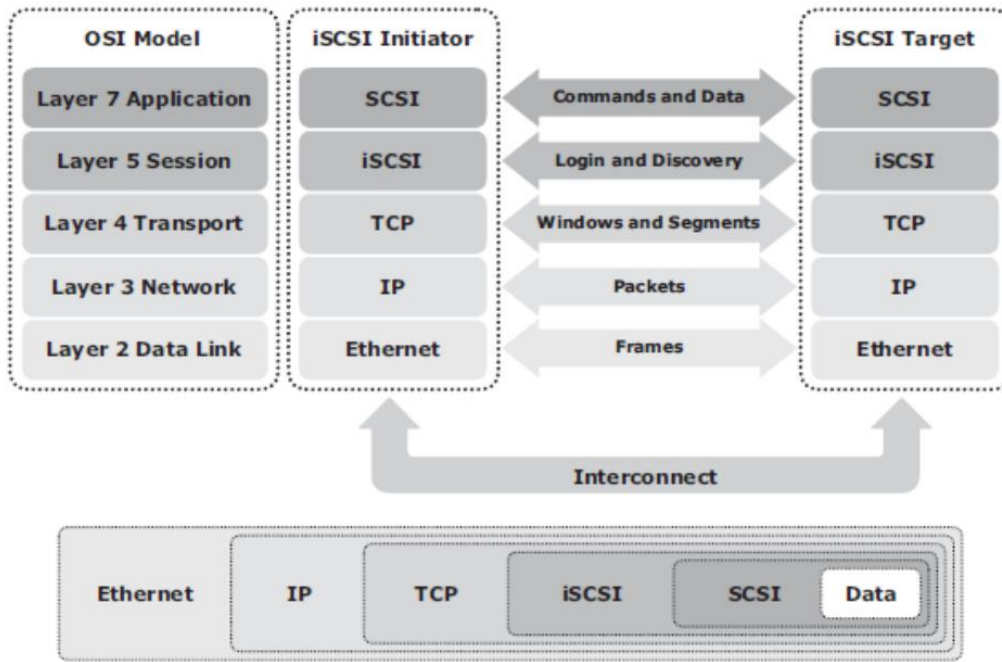 OSI Model
iSCSI Initiator
iSCSI Target
Layer 7 Application
SCSI
Commands and Data
SCSI
Layer 5 Session
iSCSI
Login and Discovery
iSCSI
Layer 4 Transport
TCP
Windows and Segments
TCP
Layer 3 Network
IP
Packets
IP
Layer 2 Data Link
Ethernet
Frames
Ethernet
Interconnect
Ethernet
IP
TCP
iSCSI
SCSI
Data